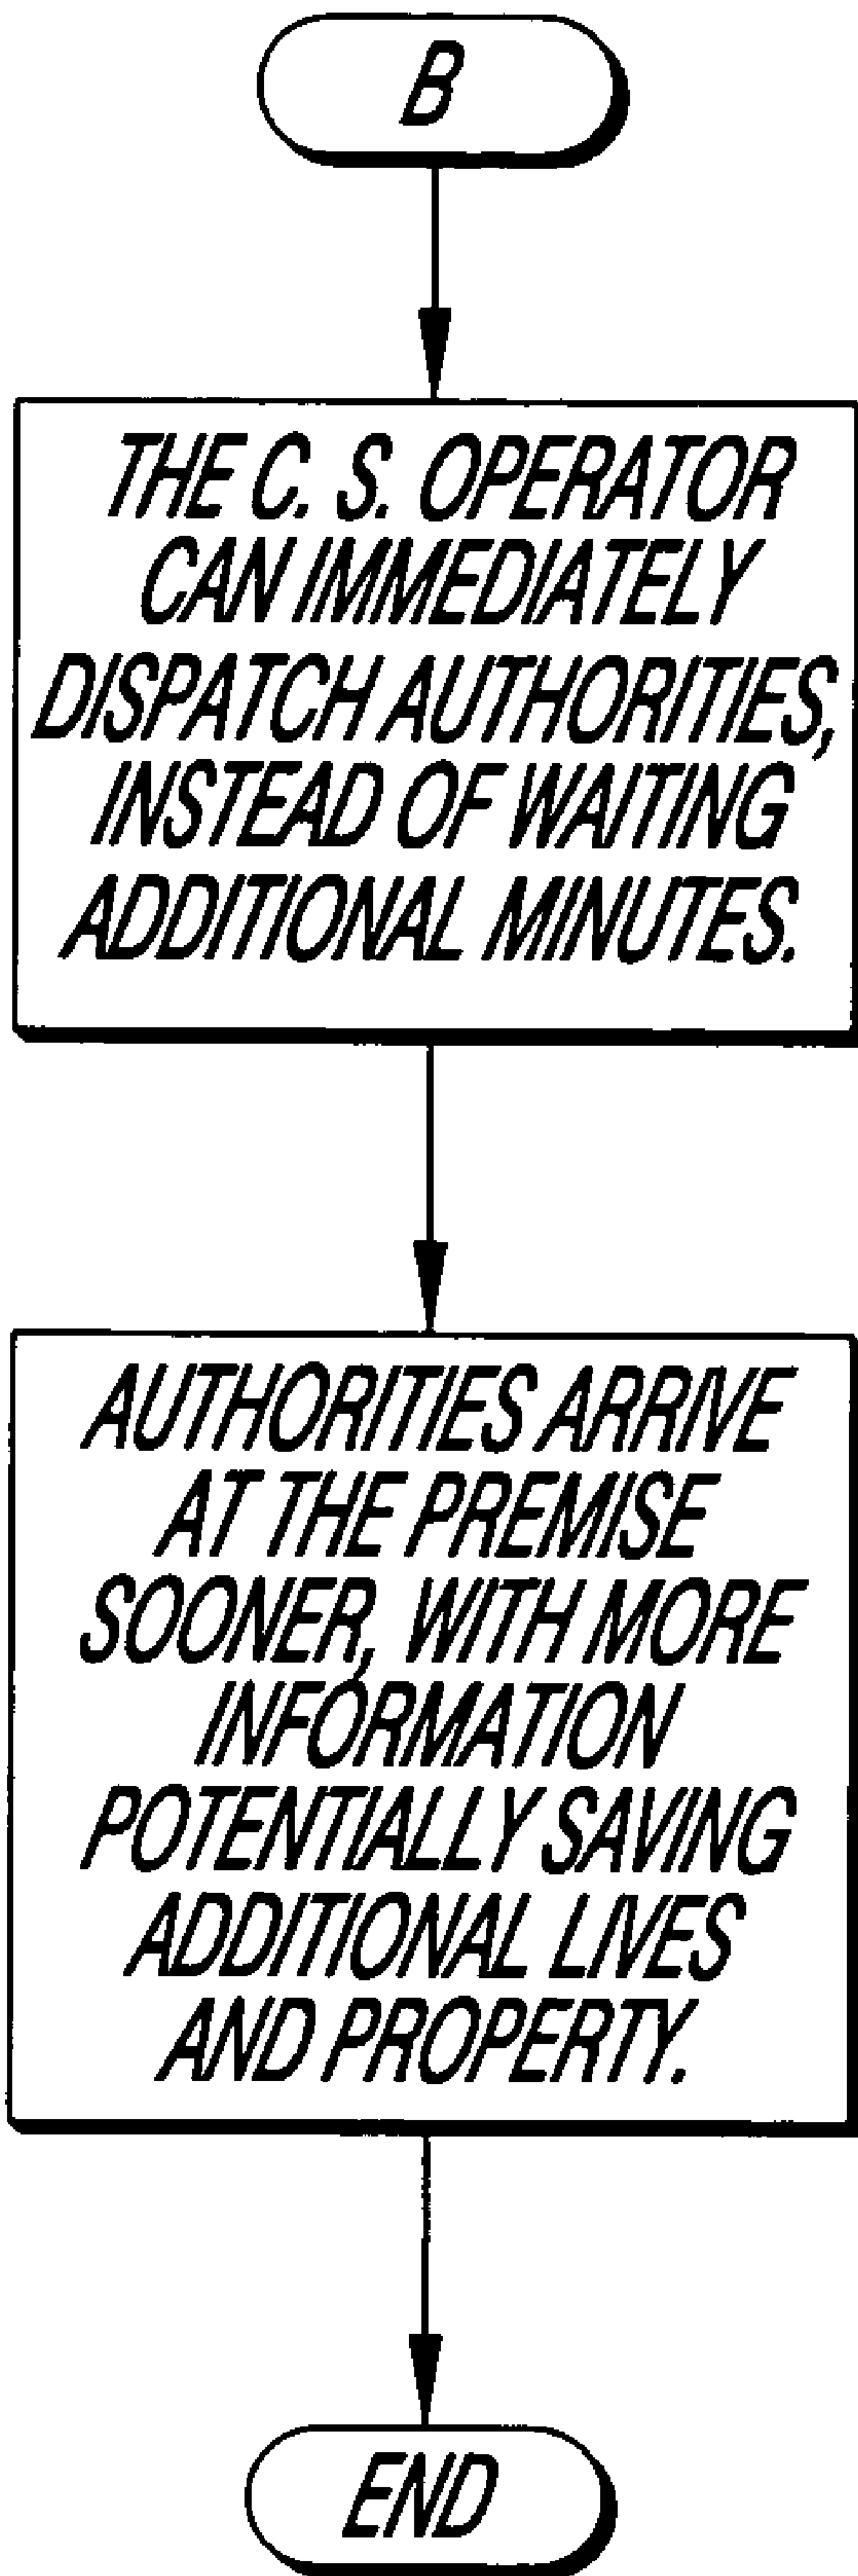 B
THE C. S. OPERATOR
CAN IMMEDIATELY
DISPATCH AUTHORITIES,
INSTEAD OF WAITING
ADDITIONAL MINUTES.
AUTHORITIES ARRIVE
AT THE PREMISE
SOONER, WITH MORE
INFORMATION
POTENTIALLY SAVING
ADDITIONAL LIVES
AND PROPERTY.
END